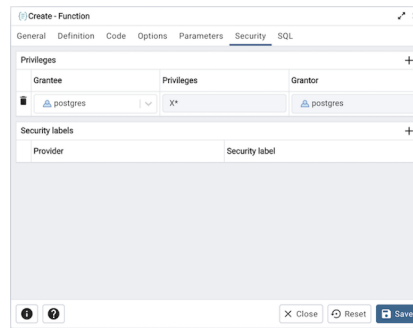 Create - Function
General Definition Code Options Parameters Security SQL
Privileges
Grantee Privileges Grantor
postgres X* postgres
Security labels
Provider Security label
Close Reset Save